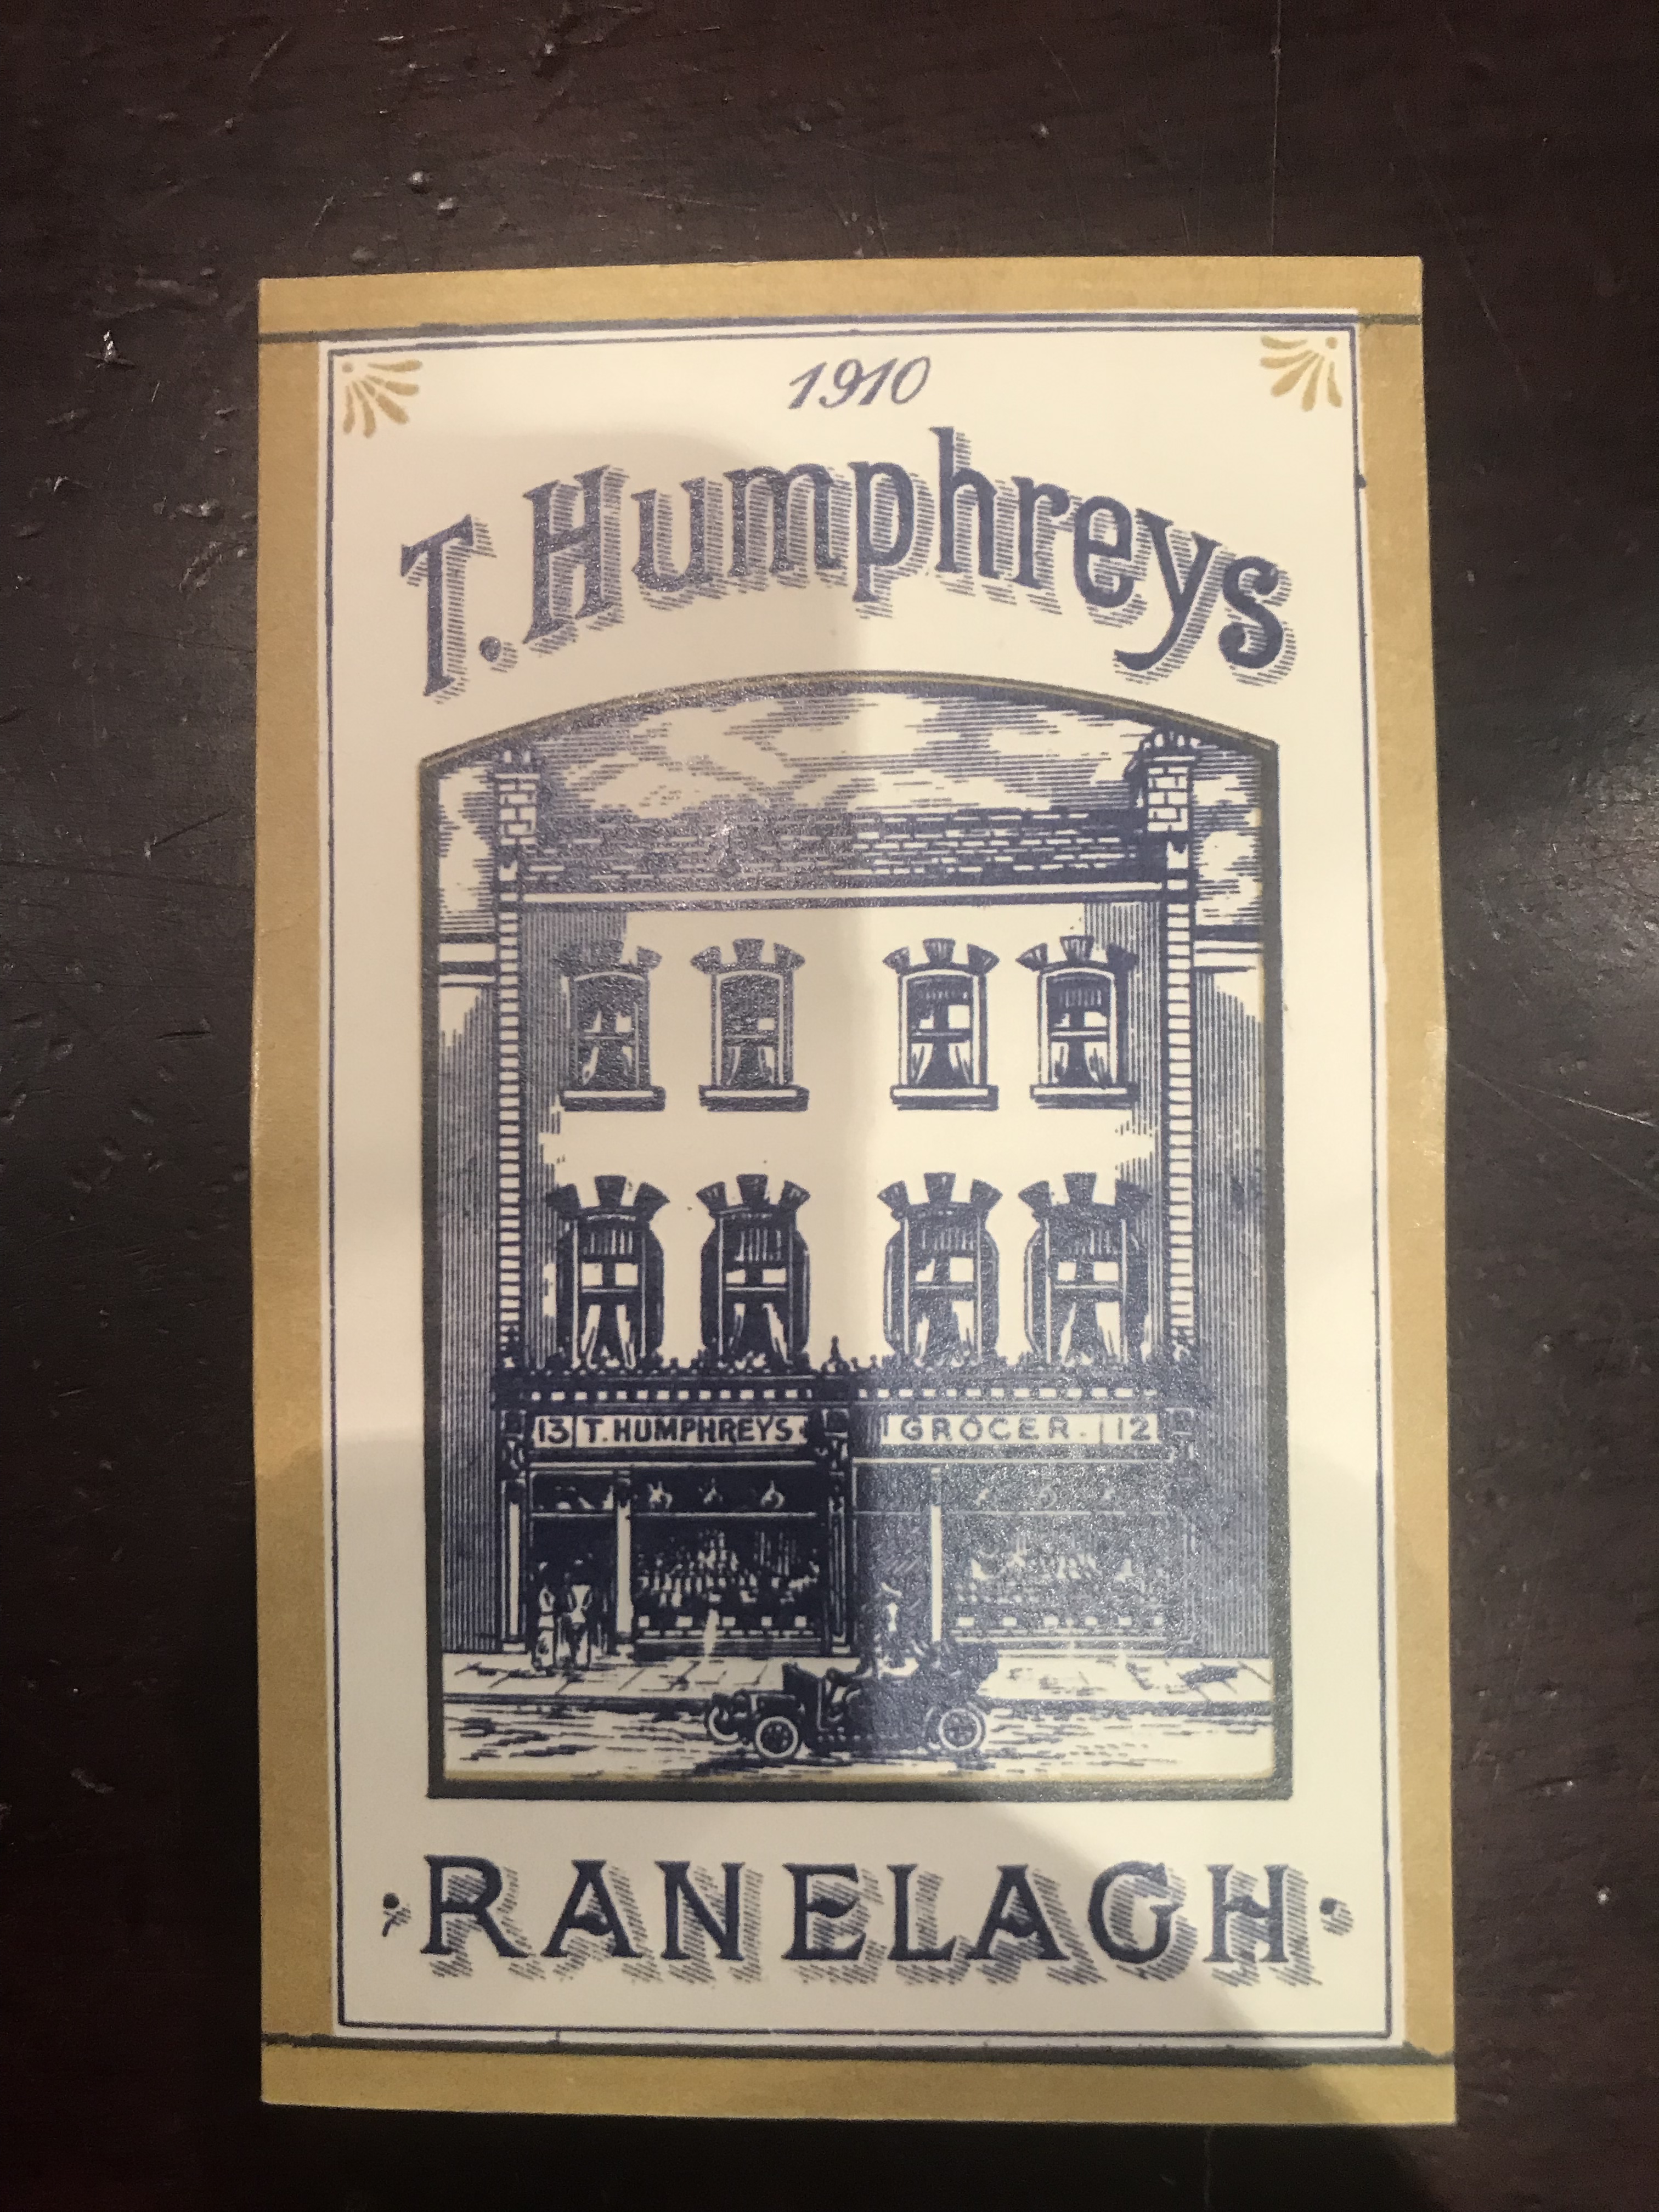 1910
T. Humphreys
13 T. HUMPHREYS GROCER. 12
·RANELAGH·